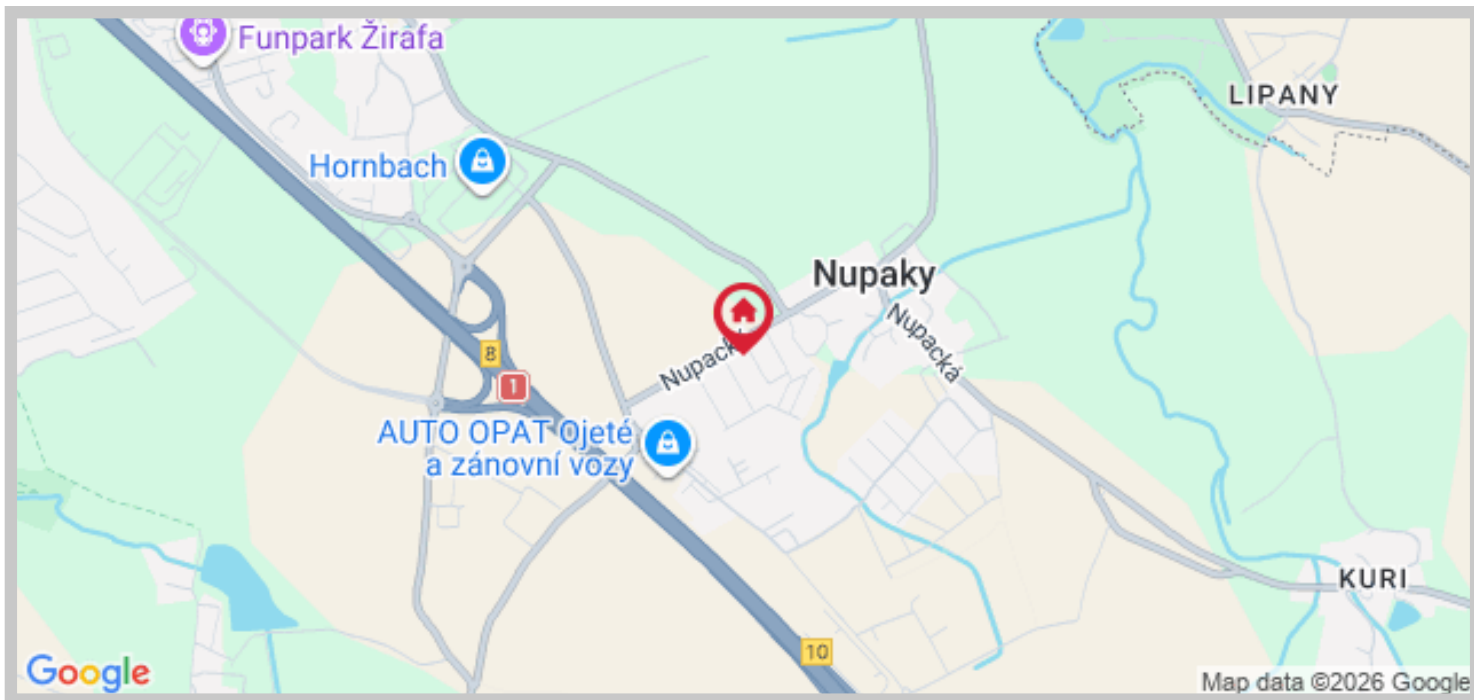 Funpark Žirafa
LIPANY
Hornbach
Nupaky
Nupack
Nupacká
8
1
AUTO OPAT Ojeté
a zánovní vozy
KURI
10
Google
Map data ©2026 Google